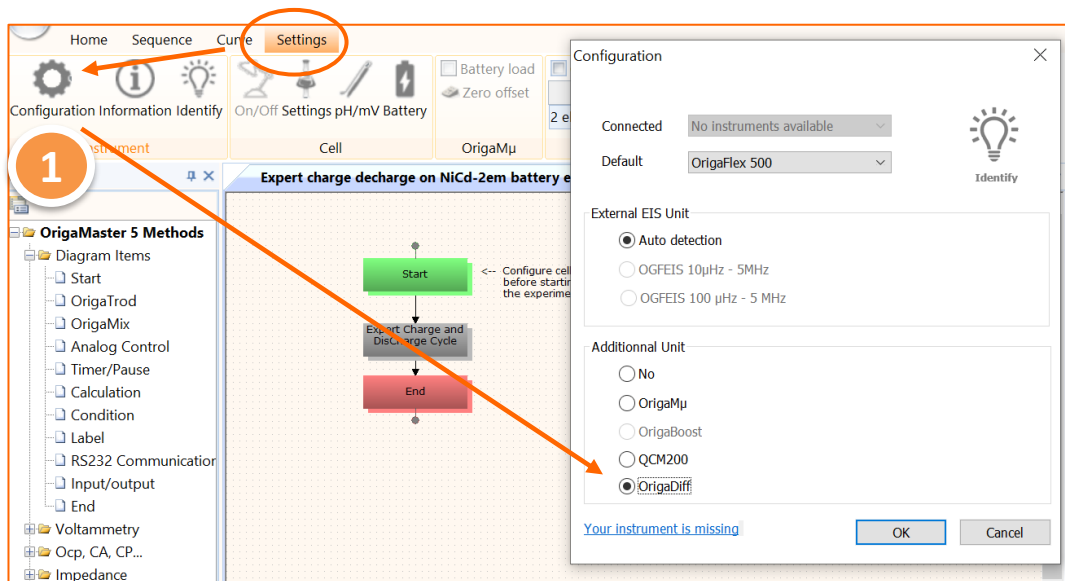 Home Sequence Curve Settings
Configuration Information Identify
On/Off Settings pH/mV Battery
Battery load
Zero offset
2 e
Instrument
Cell
OrigaMµ
1
Expert charge decharge on NiCd-2em battery e
OrigaMaster 5 Methods
Diagram Items
Start
OrigaTrod
OrigaMix
Analog Control
Timer/Pause
Calculation
Condition
Label
RS232 Communication
Input/output
End
Voltammetry
Ocp, CA, CP...
Impedance
Start
<-- Configure cell
before startin
the experime
Expert Charge and
DisCharge Cycle
End
Configuration
Connected No instruments available
Default OrigaFlex 500
Identify
External EIS Unit
Auto detection
OGFEIS 10µHz - 5MHz
OGFEIS 100 µHz - 5 MHz
Additionnal Unit
No
OrigaMµ
OrigaBoost
QCM200
OrigaDiff
Your instrument is missing
OK Cancel